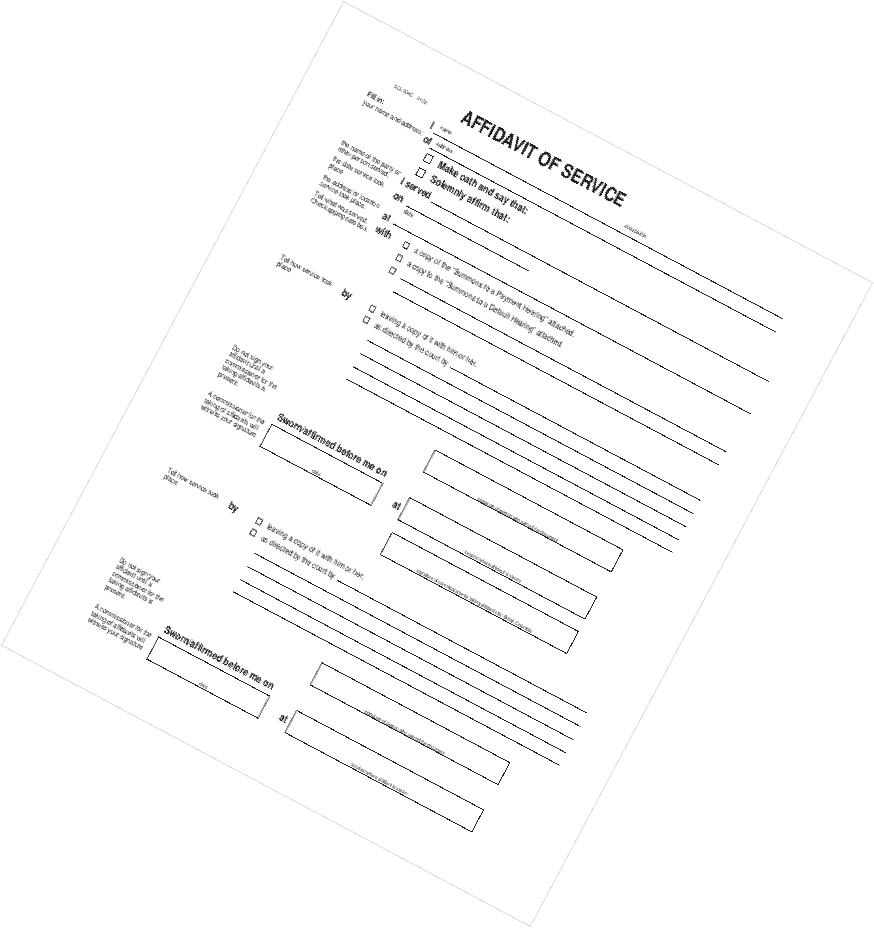 AFFIDAVIT OF SERVICE
Fill in:
your name and address;
I
name
of
address
occupation
Make oath and say that:
Solemnly affirm that:
the name of the party or
other person served.
I served
the date service took
place
on
date
the address or location
service took place.
at
Tell what was served.
Check appropriate box.
with
a copy of the "Summons to a Payment Hearing" attached.
a copy to the "Summons to a Default Hearing" attached.
Tell how service took
place
by
leaving a copy of it with him or her.
as directed by the court by
Do not sign your
affidavit until a
commissioner for the
taking affidavits is
present.
A commissioner for the
taking of affidavits will
witness your signature
Sworn/affirmed before me on
date
at
Tell how service took
place
by
leaving a copy of it with him or her.
as directed by the court by
Do not sign your
affidavit until a
commissioner for the
taking affidavits is
present.
A commissioner for the
taking of affidavits will
witness your signature
Sworn/affirmed before me on
date
at